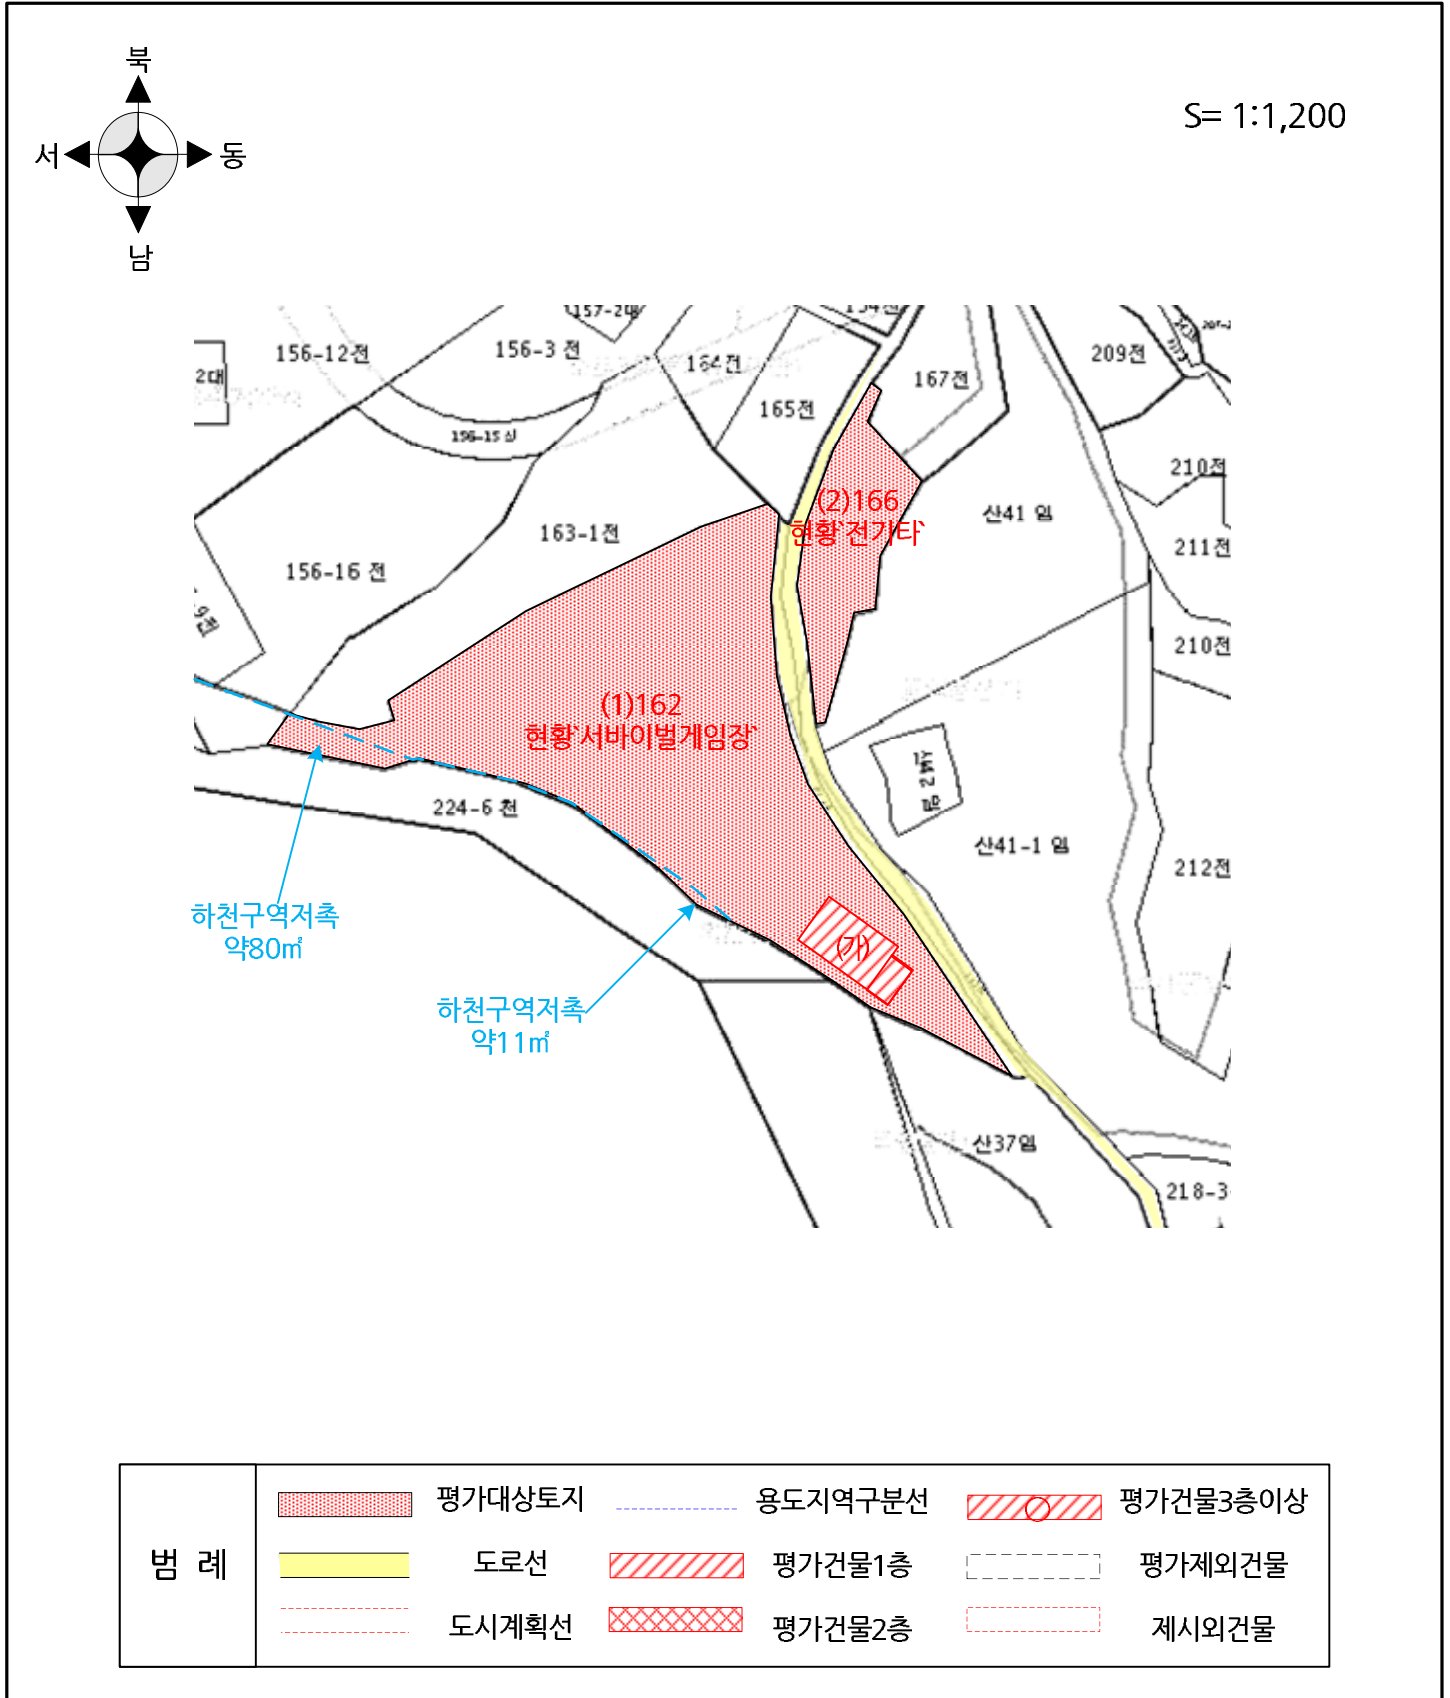 북
서
동
남
S= 1:1,200
157-2대
134전
156-12전
156-3 전
164전
167전
209전
2대
165전
156-15 상
210전
(2)166
현황`전기타`
산41 임
163-1전
211전
156-16 전
210전
(1)162
현황`서바이벌게임장`
224-6 천
산41-1 임
212전
하천구역저촉
약80㎡
(가)
하천구역저촉
약11㎡
산37임
218-3
범 례
평가대상토지
용도지역구분선
평가건물3층이상
도로선
평가건물1층
평가제외건물
도시계획선
평가건물2층
제시외건물